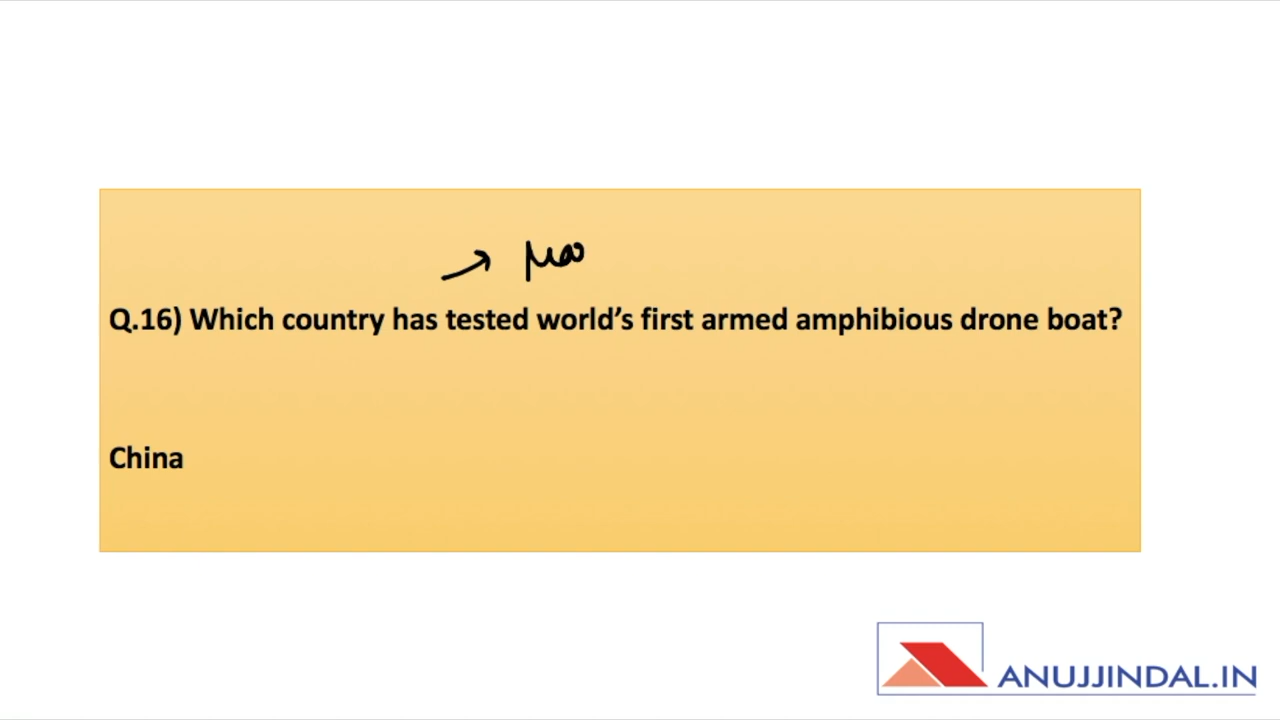 Q.16) Which country has tested world's first armed amphibious drone boat?
China
ANUJJINDAL.IN